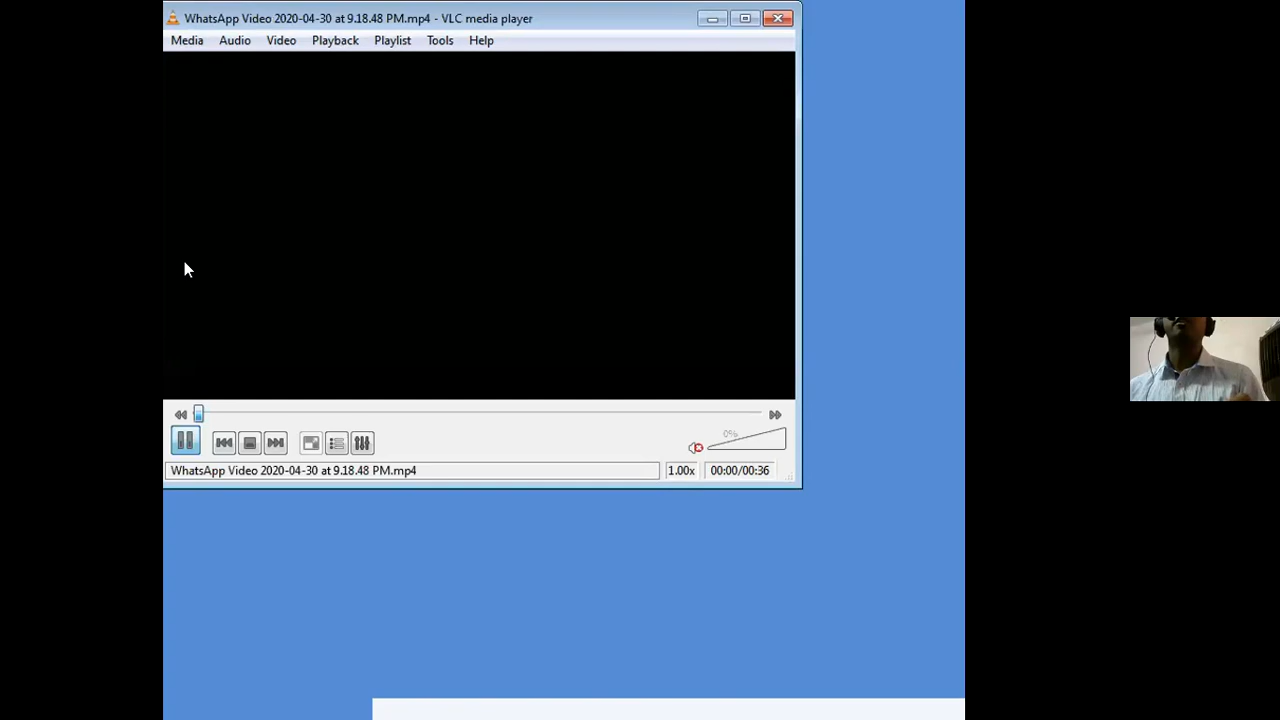 WhatsApp Video 2020-04-30 at 9.18.48 PM.mp4 - VLC media player
Media Audio Video Playback Playlist Tools Help
0%
WhatsApp Video 2020-04-30 at 9.18.48 PM.mp4 1.00x 00:00/00:36